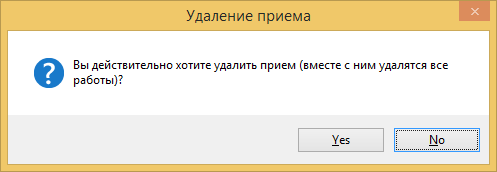 Удаление приема
Вы действительно хотите удалить прием (вместе с ним удалятся все
работы)?
Yes
No